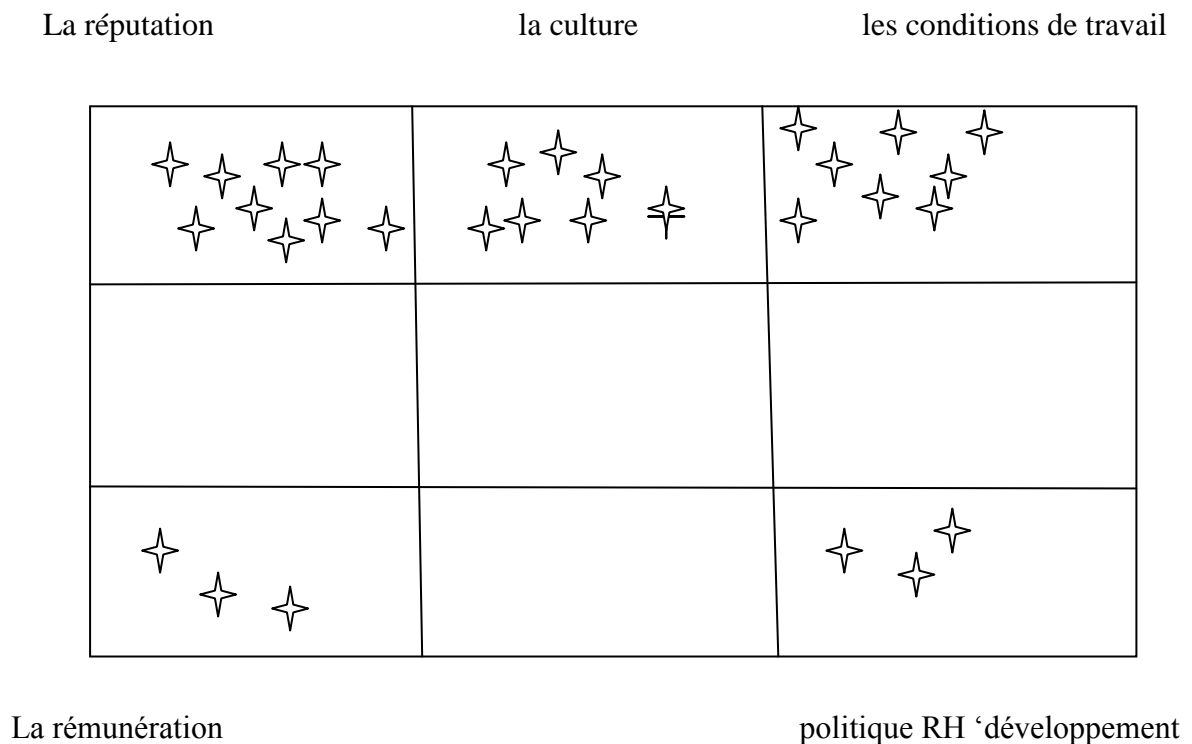 La réputation la culture les conditions de travail
La rémunération politique RH ‘développement